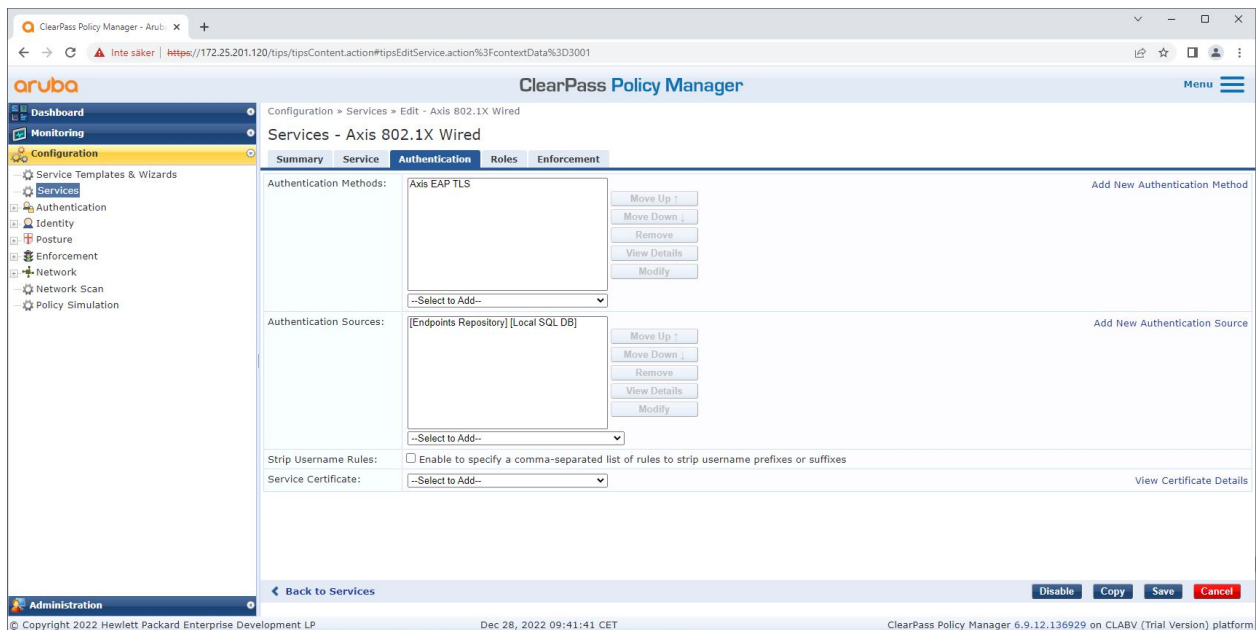 ClearPass Policy Manager - Arub
Inte säker | https://172.25.201.120/tips/tipsContent.action#tipsEditService.action%3FcontextData%3D3001
aruba
ClearPass Policy Manager
Menu
Dashboard
Monitoring
Configuration
Service Templates & Wizards
Services
Authentication
Identity
Posture
Enforcement
Network
Network Scan
Policy Simulation
Administration
Configuration » Services » Edit - Axis 802.1X Wired
Services - Axis 802.1X Wired
Summary Service Authentication Roles Enforcement
Authentication Methods:
Axis EAP TLS
Move Up ↑
Move Down ↓
Remove
View Details
Modify
--Select to Add--
Add New Authentication Method
Authentication Sources:
[Endpoints Repository] [Local SQL DB]
Move Up ↑
Move Down ↓
Remove
View Details
Modify
--Select to Add--
Add New Authentication Source
Strip Username Rules:
Enable to specify a comma-separated list of rules to strip username prefixes or suffixes
Service Certificate:
--Select to Add--
View Certificate Details
Back to Services
Disable Copy Save Cancel
© Copyright 2022 Hewlett Packard Enterprise Development LP
Dec 28, 2022 09:41:41 CET
ClearPass Policy Manager 6.9.12.136929 on CLABV (Trial Version) platform